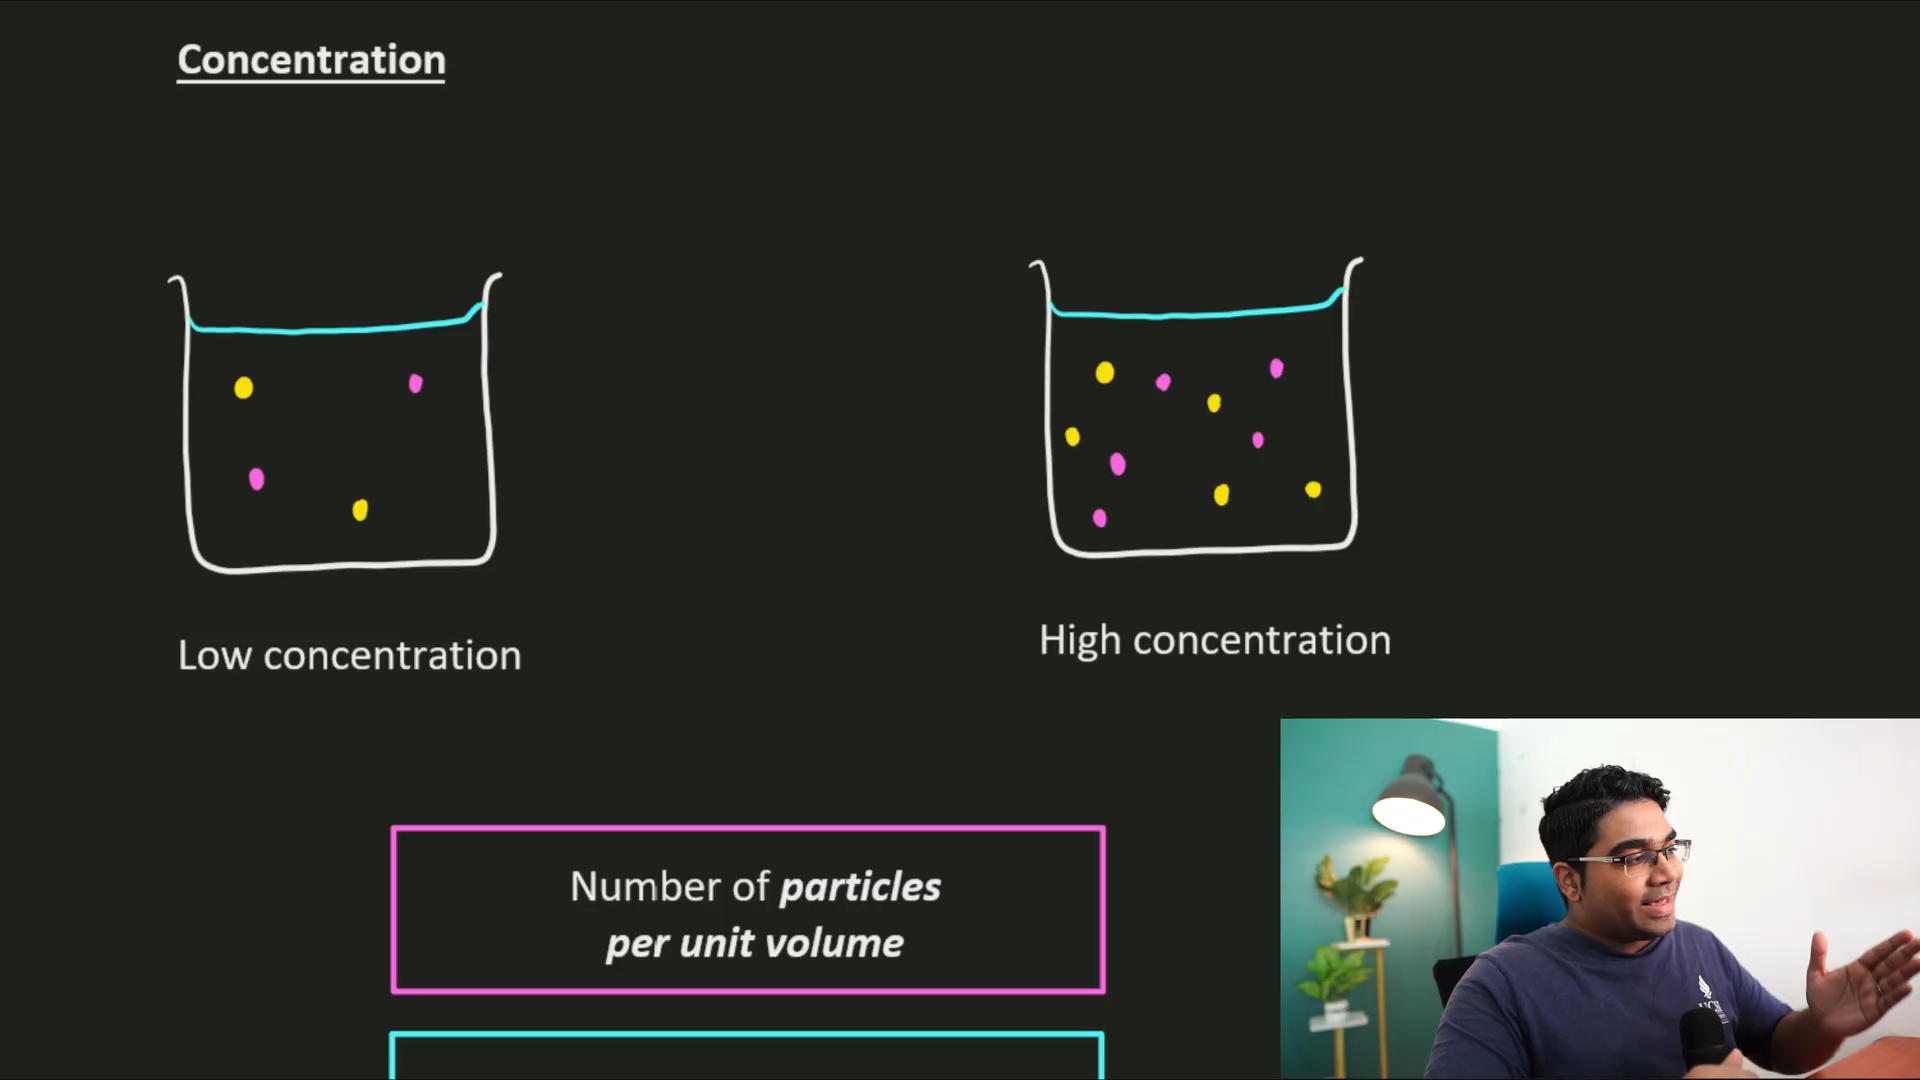 Concentration
Low concentration
High concentration
Number of particles
per unit volume